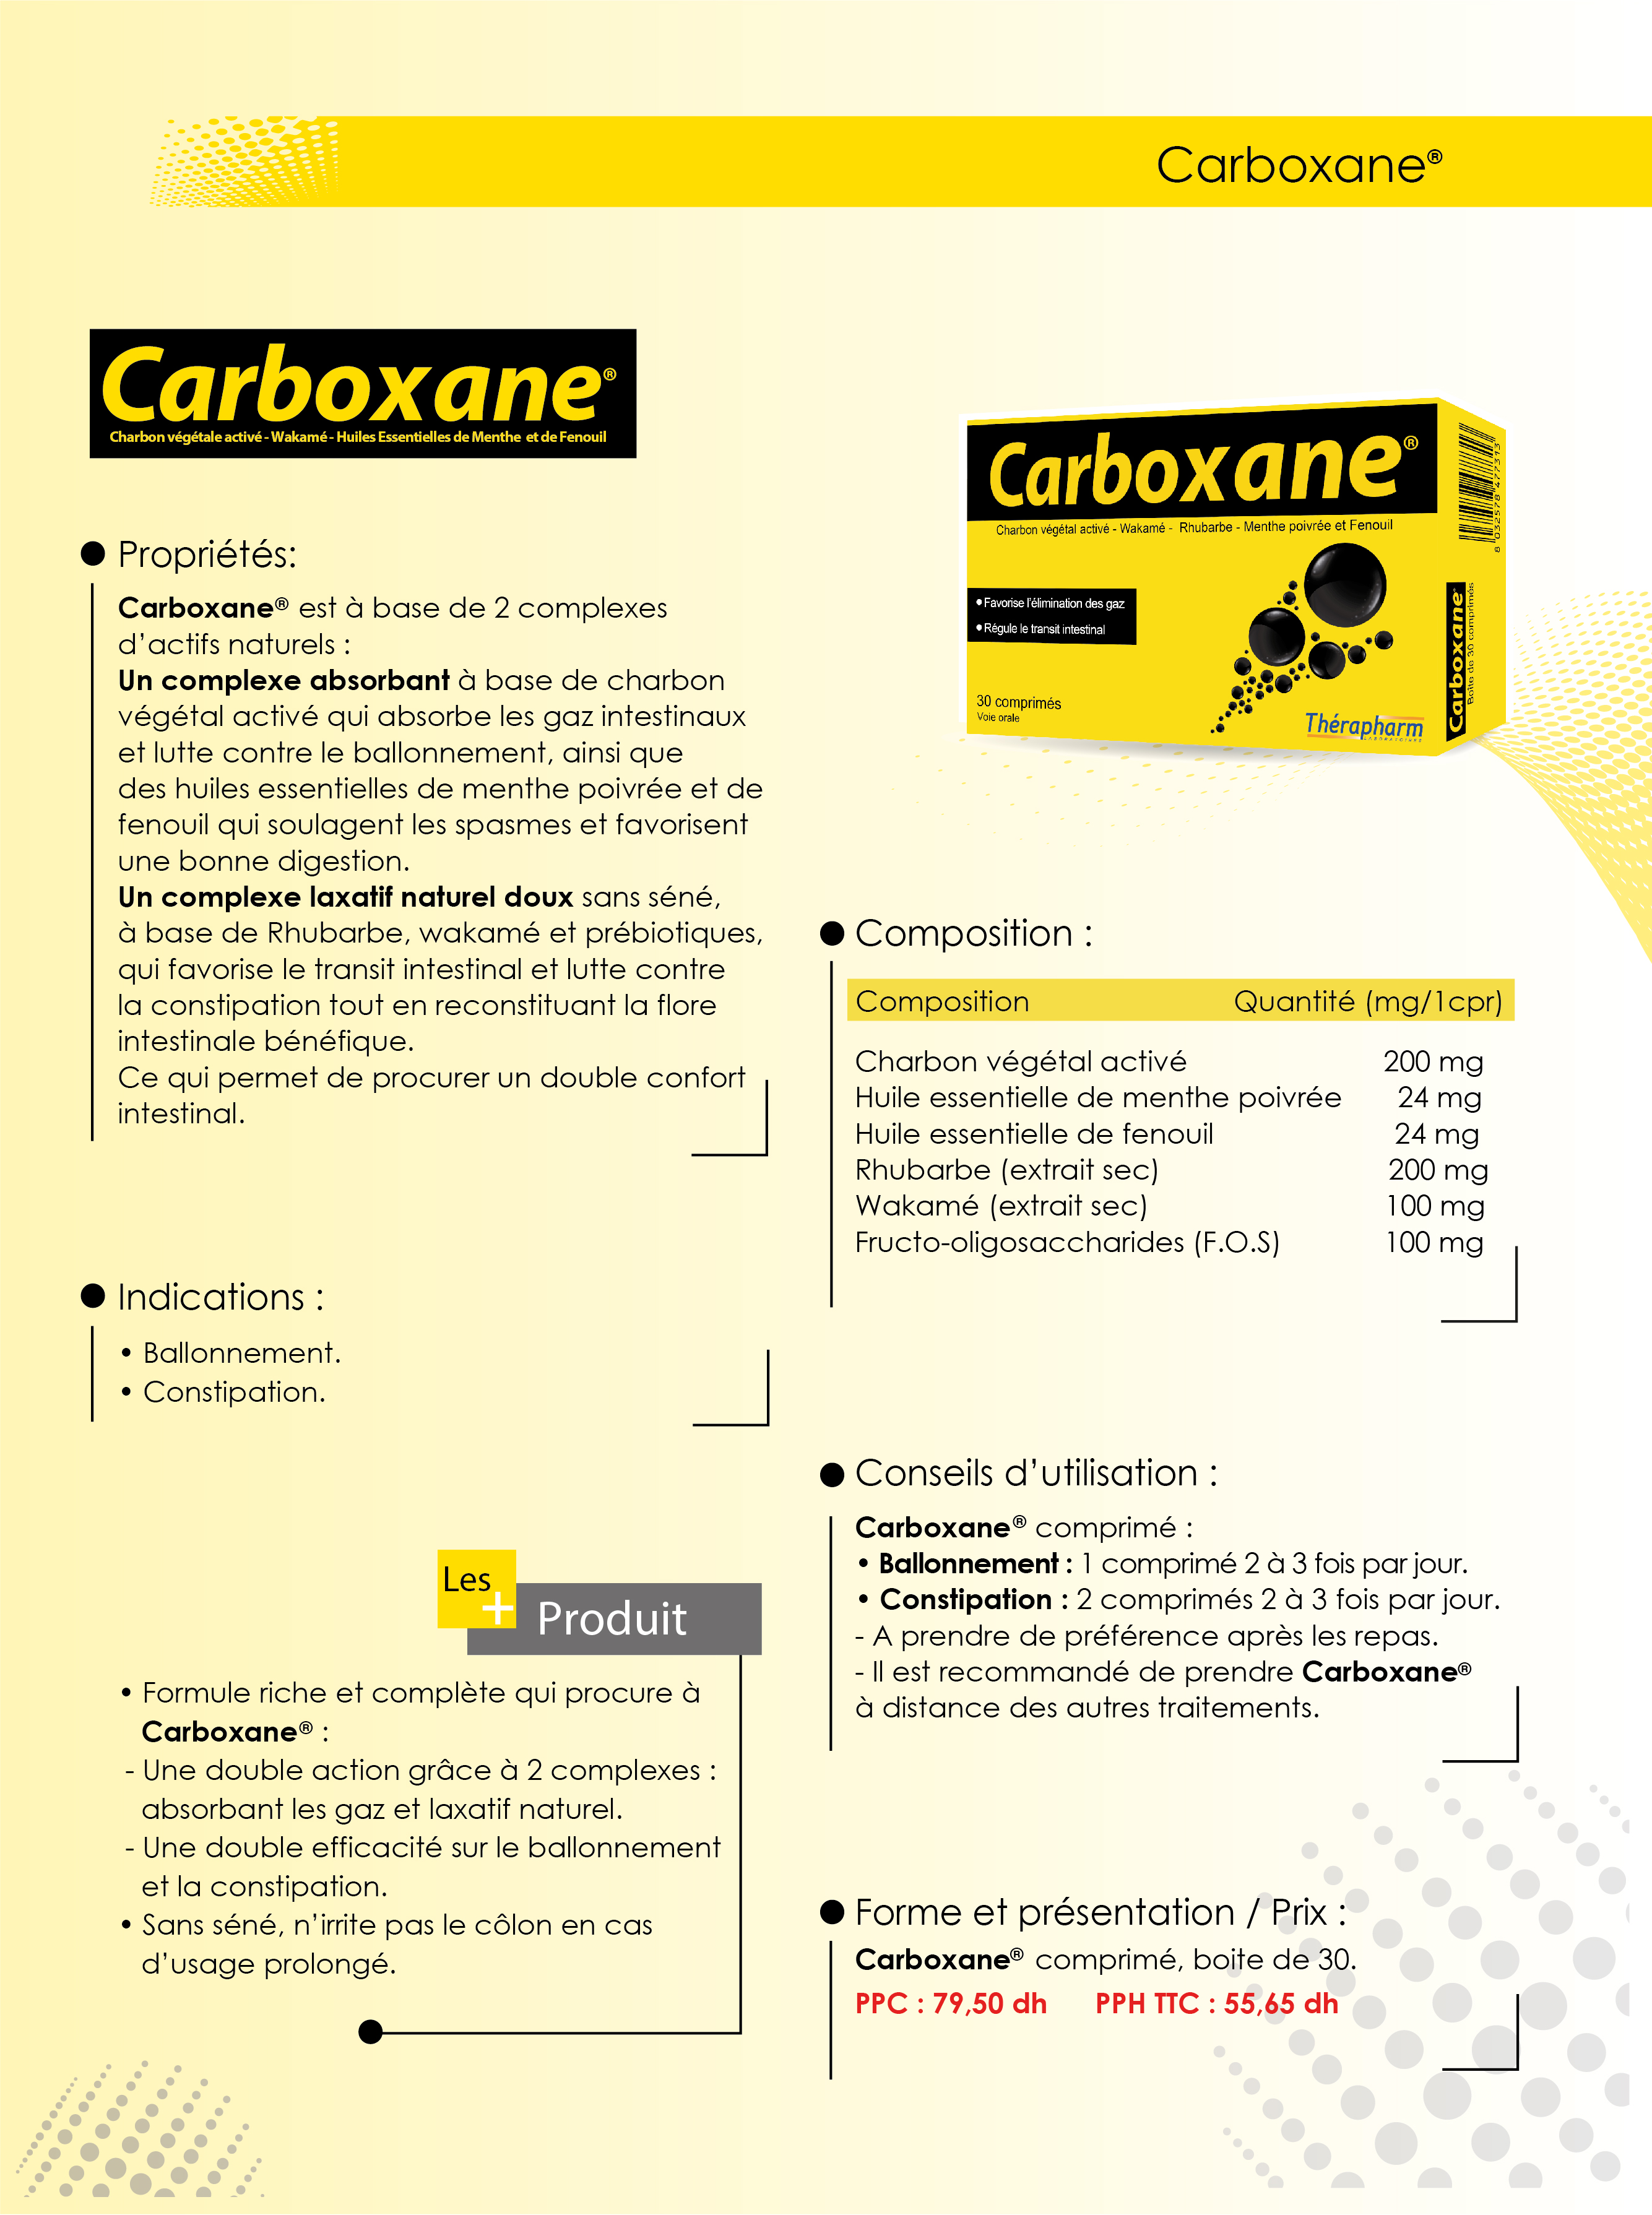 Carboxane®
Carboxane®
Charbon végétale activé - Wakamé - Huiles Essentielles de Menthe et de Fenouil
Propriétés:
Carboxane® est à base de 2 complexes
d'actifs naturels :
Un complexe absorbant à base de charbon
végétal activé qui absorbe les gaz intestinaux
et lutte contre le ballonnement, ainsi que
des huiles essentielles de menthe poivrée et de
fenouil qui soulagent les spasmes et favorisent
une bonne digestion.
Un complexe laxatif naturel doux sans séné,
à base de Rhubarbe, wakamé et prébiotiques,
qui favorise le transit intestinal et lutte contre
la constipation tout en reconstituant la flore
intestinale bénéfique.
Ce qui permet de procurer un double confort
intestinal.
Indications :
• Ballonnement.
• Constipation.
Les +
Produit
• Formule riche et complète qui procure à
Carboxane® :
- Une double action grâce à 2 complexes :
absorbant les gaz et laxatif naturel.
- Une double efficacité sur le ballonnement
et la constipation.
• Sans séné, n'irrite pas le côlon en cas
d'usage prolongé.
Carboxane®
Charbon végétal activé - Wakamé - Rhubarbe - Menthe poivrée et Fenouil
• Favorise l'élimination des gaz
• Régule le transit intestinal
30 comprimés
Voie orale
Thérapharm
LABORATOIRE
6 032578 477313
Carboxane®
Boîte de 30 comprimés
Composition :
Composition Quantité (mg/1cpr)
Charbon végétal activé 200 mg
Huile essentielle de menthe poivrée 24 mg
Huile essentielle de fenouil 24 mg
Rhubarbe (extrait sec) 200 mg
Wakamé (extrait sec) 100 mg
Fructo-oligosaccharides (F.O.S) 100 mg
Conseils d'utilisation :
Carboxane® comprimé :
• Ballonnement : 1 comprimé 2 à 3 fois par jour.
• Constipation : 2 comprimés 2 à 3 fois par jour.
- A prendre de préférence après les repas.
- Il est recommandé de prendre Carboxane®
à distance des autres traitements.
Forme et présentation / Prix :
Carboxane® comprimé, boite de 30.
PPC : 79,50 dh PPH TTC : 55,65 dh